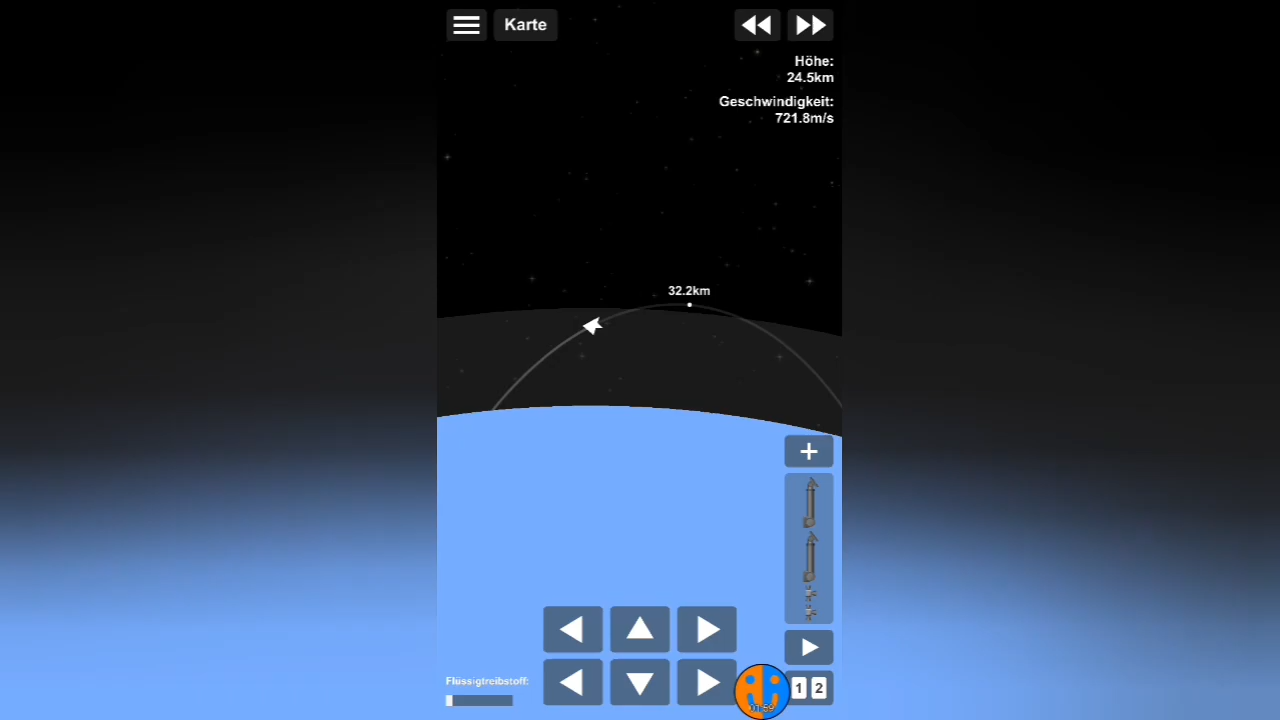 Karte
Höhe:
24.5km
Geschwindigkeit:
721.8m/s
32.2km
Flüssigtreibstoff:
1 2